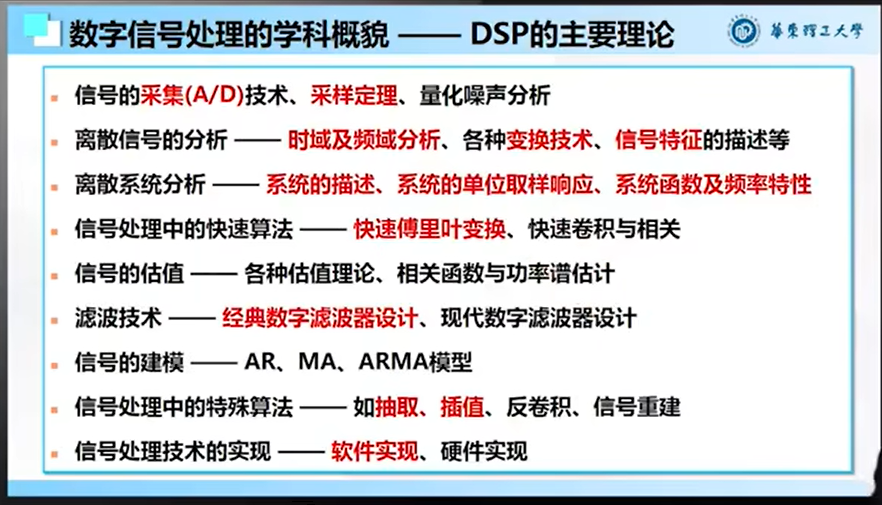 数字信号处理的学科概貌 —— DSP的主要理论
華東理工大學
信号的采集(A/D)技术、采样定理、量化噪声分析
离散信号的分析 —— 时域及频域分析、各种变换技术、信号特征的描述等
离散系统分析 —— 系统的描述、系统的单位取样响应、系统函数及频率特性
信号处理中的快速算法 —— 快速傅里叶变换、快速卷积与相关
信号的估值 —— 各种估值理论、相关函数与功率谱估计
滤波技术 —— 经典数字滤波器设计、现代数字滤波器设计
信号的建模 —— AR、MA、ARMA模型
信号处理中的特殊算法 —— 如抽取、插值、反卷积、信号重建
信号处理技术的实现 —— 软件实现、硬件实现